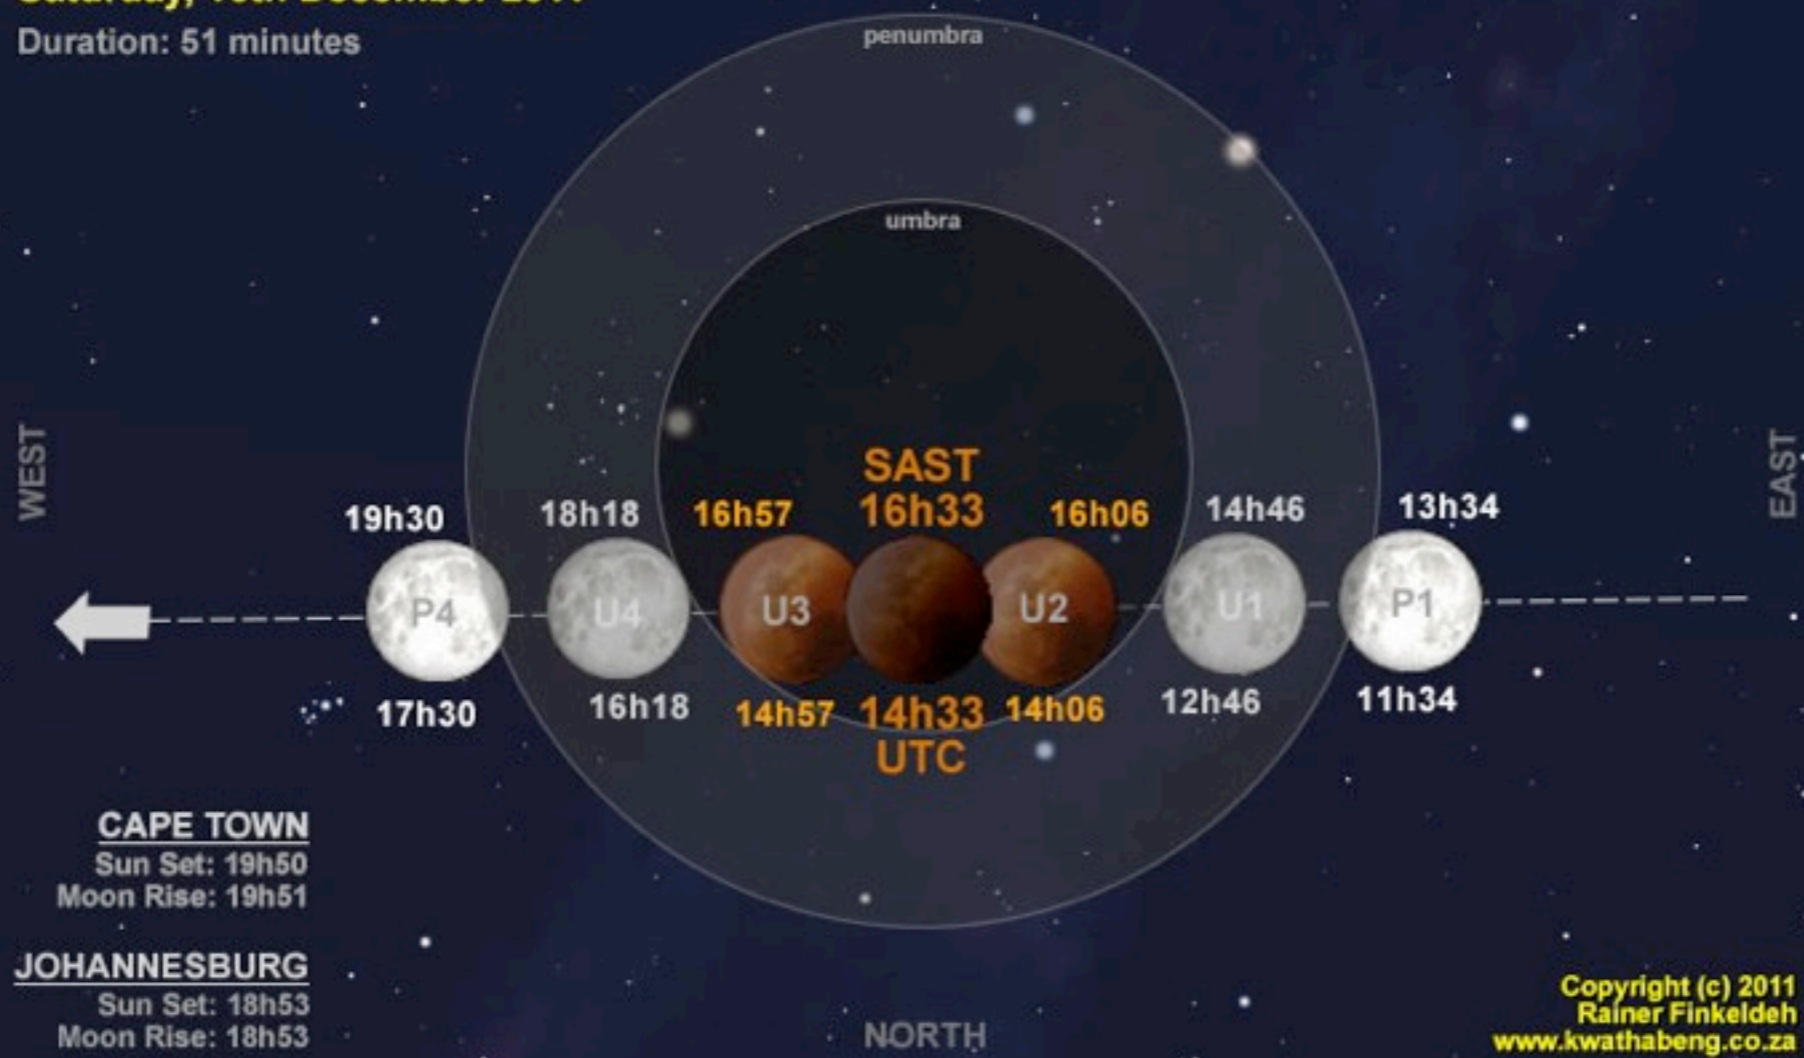 Duration: 51 minutes
penumbra
umbra
WEST
EAST
SAST
16h33
19h30
18h18
16h57
16h06
14h46
13h34
P4
U4
U3
U2
U1
P1
17h30
16h18
14h57
14h33
14h06
12h46
11h34
UTC
CAPE TOWN
Sun Set: 19h50
Moon Rise: 19h51
JOHANNESBURG
Sun Set: 18h53
Moon Rise: 18h53
NORTH
Copyright (c) 2011
Rainer Finkeldeh
www.kwathabeng.co.za